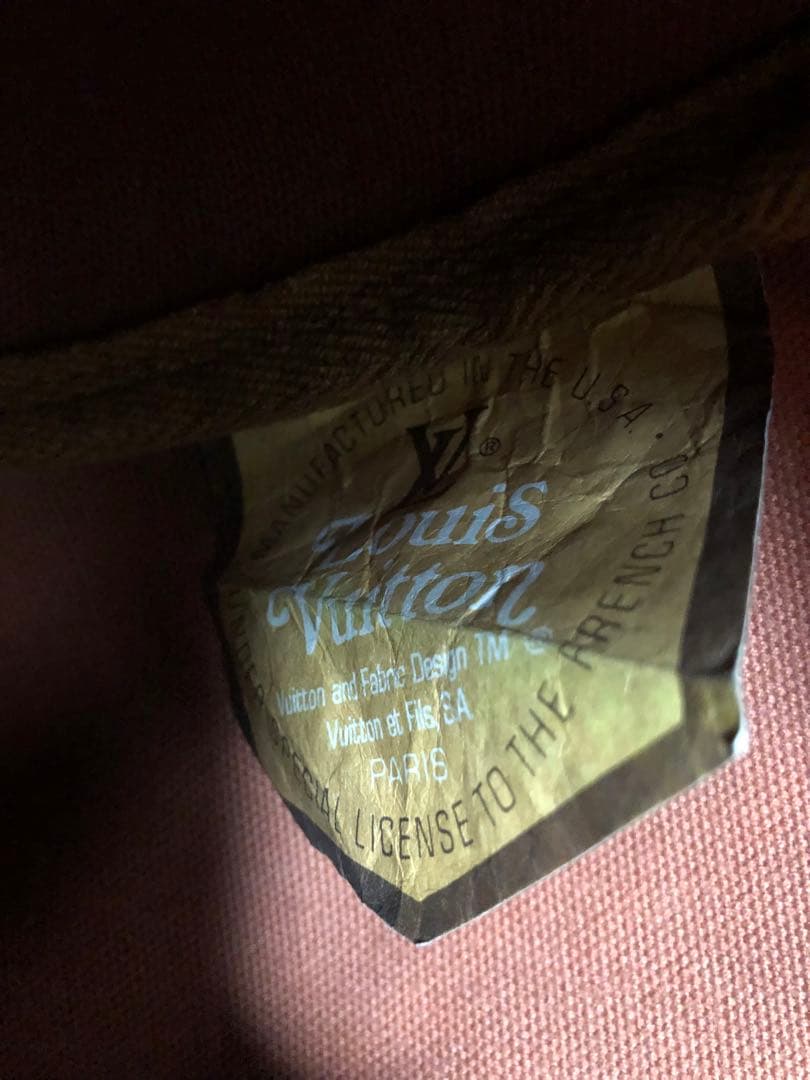 MANUFACTURED IN THE U.S.A.
LV ®
Louis
Vuitton
Vuitton and Fabric Design TM ©
Vuitton et Fils, SA
PARIS
UNDER SPECIAL LICENSE TO THE FRENCH CO.